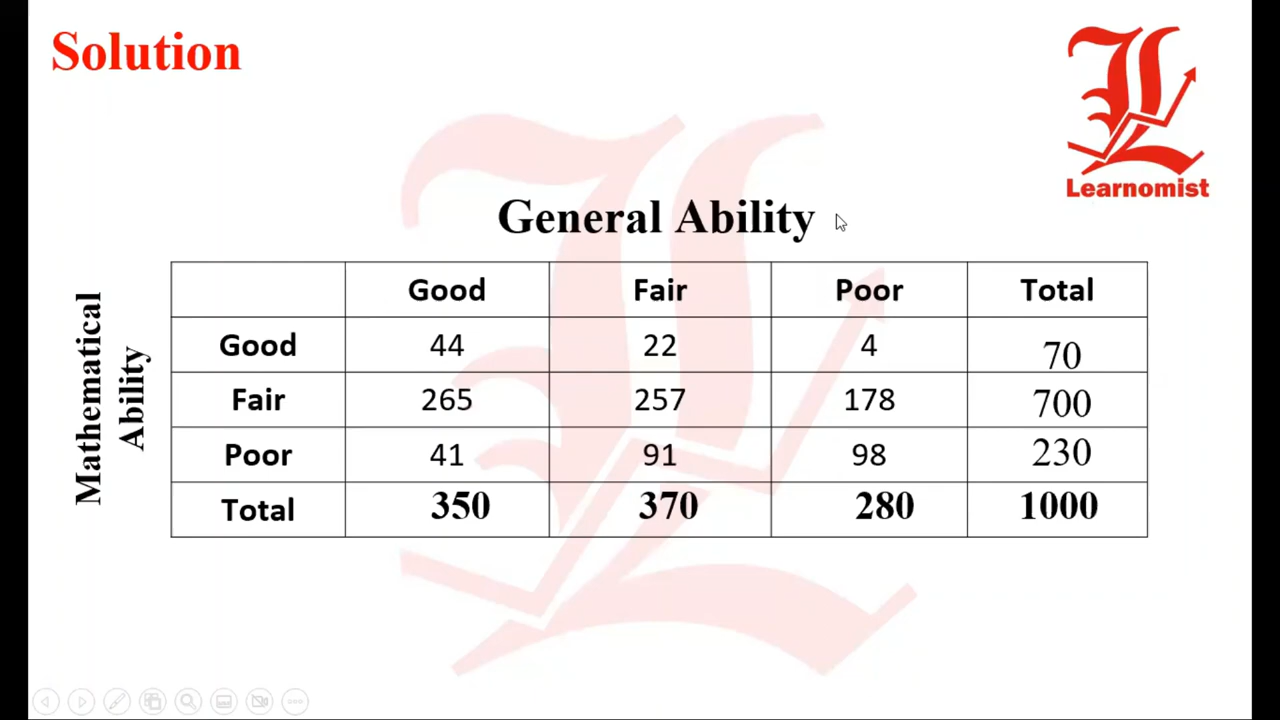 Solution
Learnomist
General Ability
Mathematical
Ability
Good Fair Poor Total
Good 44 22 4 70
Fair 265 257 178 700
Poor 41 91 98 230
Total 350 370 280 1000